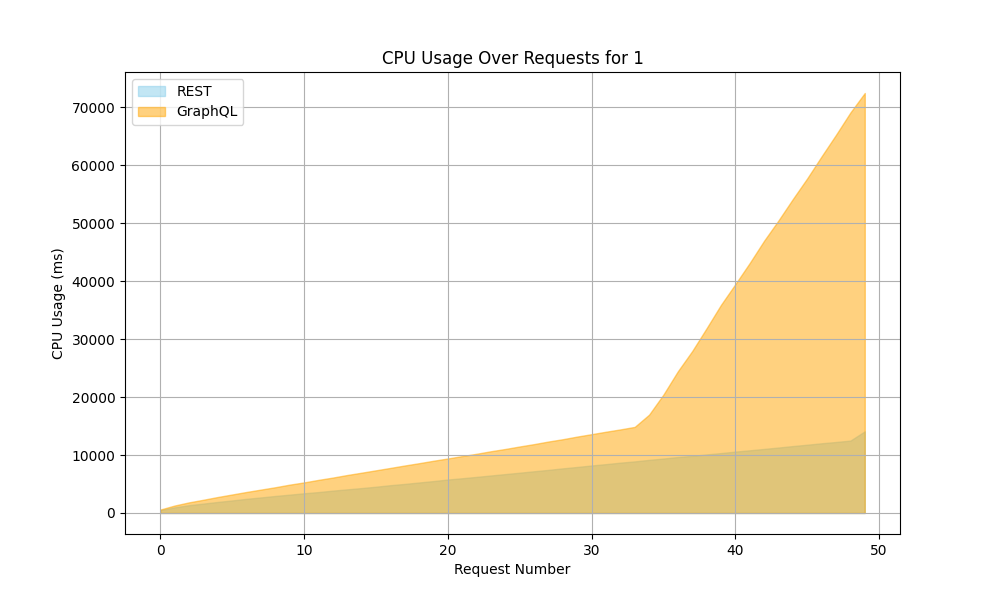 CPU Usage Over Requests for 1
REST
GraphQL
70000
60000
50000
40000
30000
20000
10000
0
CPU Usage (ms)
0 10 20 30 40 50
Request Number